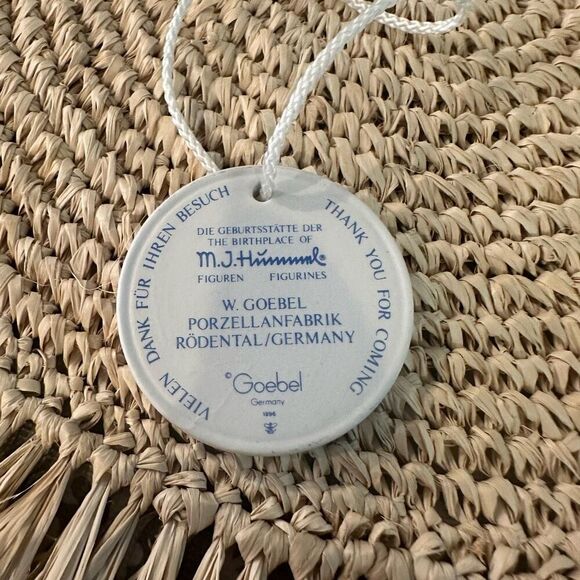 VIELEN DANK FÜR IHREN BESUCH
THANK YOU FOR COMING
DIE GEBURTSSTÄTTE DER
THE BIRTHPLACE OF
M.J.Hummel®
FIGUREN FIGURINES
W. GOEBEL
PORZELLANFABRIK
RÖDENTAL/GERMANY
©Goebel
Germany
1996